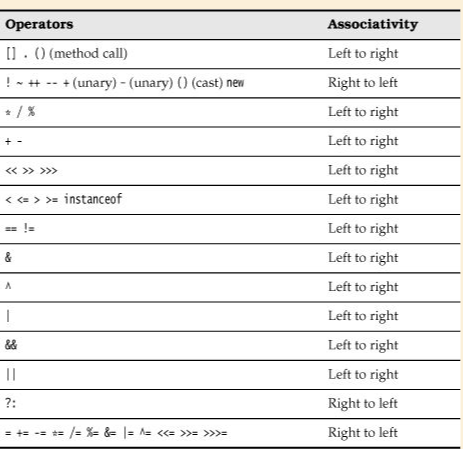 Operators Associativity
[] . () (method call) Left to right
! ~ ++ -- + (unary) – (unary) () (cast) new Right to left
* / % Left to right
+ - Left to right
<< >> >>> Left to right
< <= > >= instanceof Left to right
== != Left to right
& Left to right
^ Left to right
| Left to right
&& Left to right
|| Left to right
?: Right to left
= += -= *= /= %= &= |= ^= <<= >>= >>>= Right to left